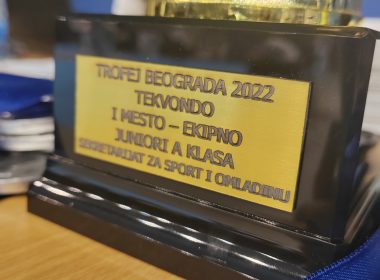 TROFEJ BEOGRADA 2022
TEKVONDO
I MESTO – EKIPNO
JUNIORI A KLASA
SEKRETARIJAT ZA SPORT I OMLADINU